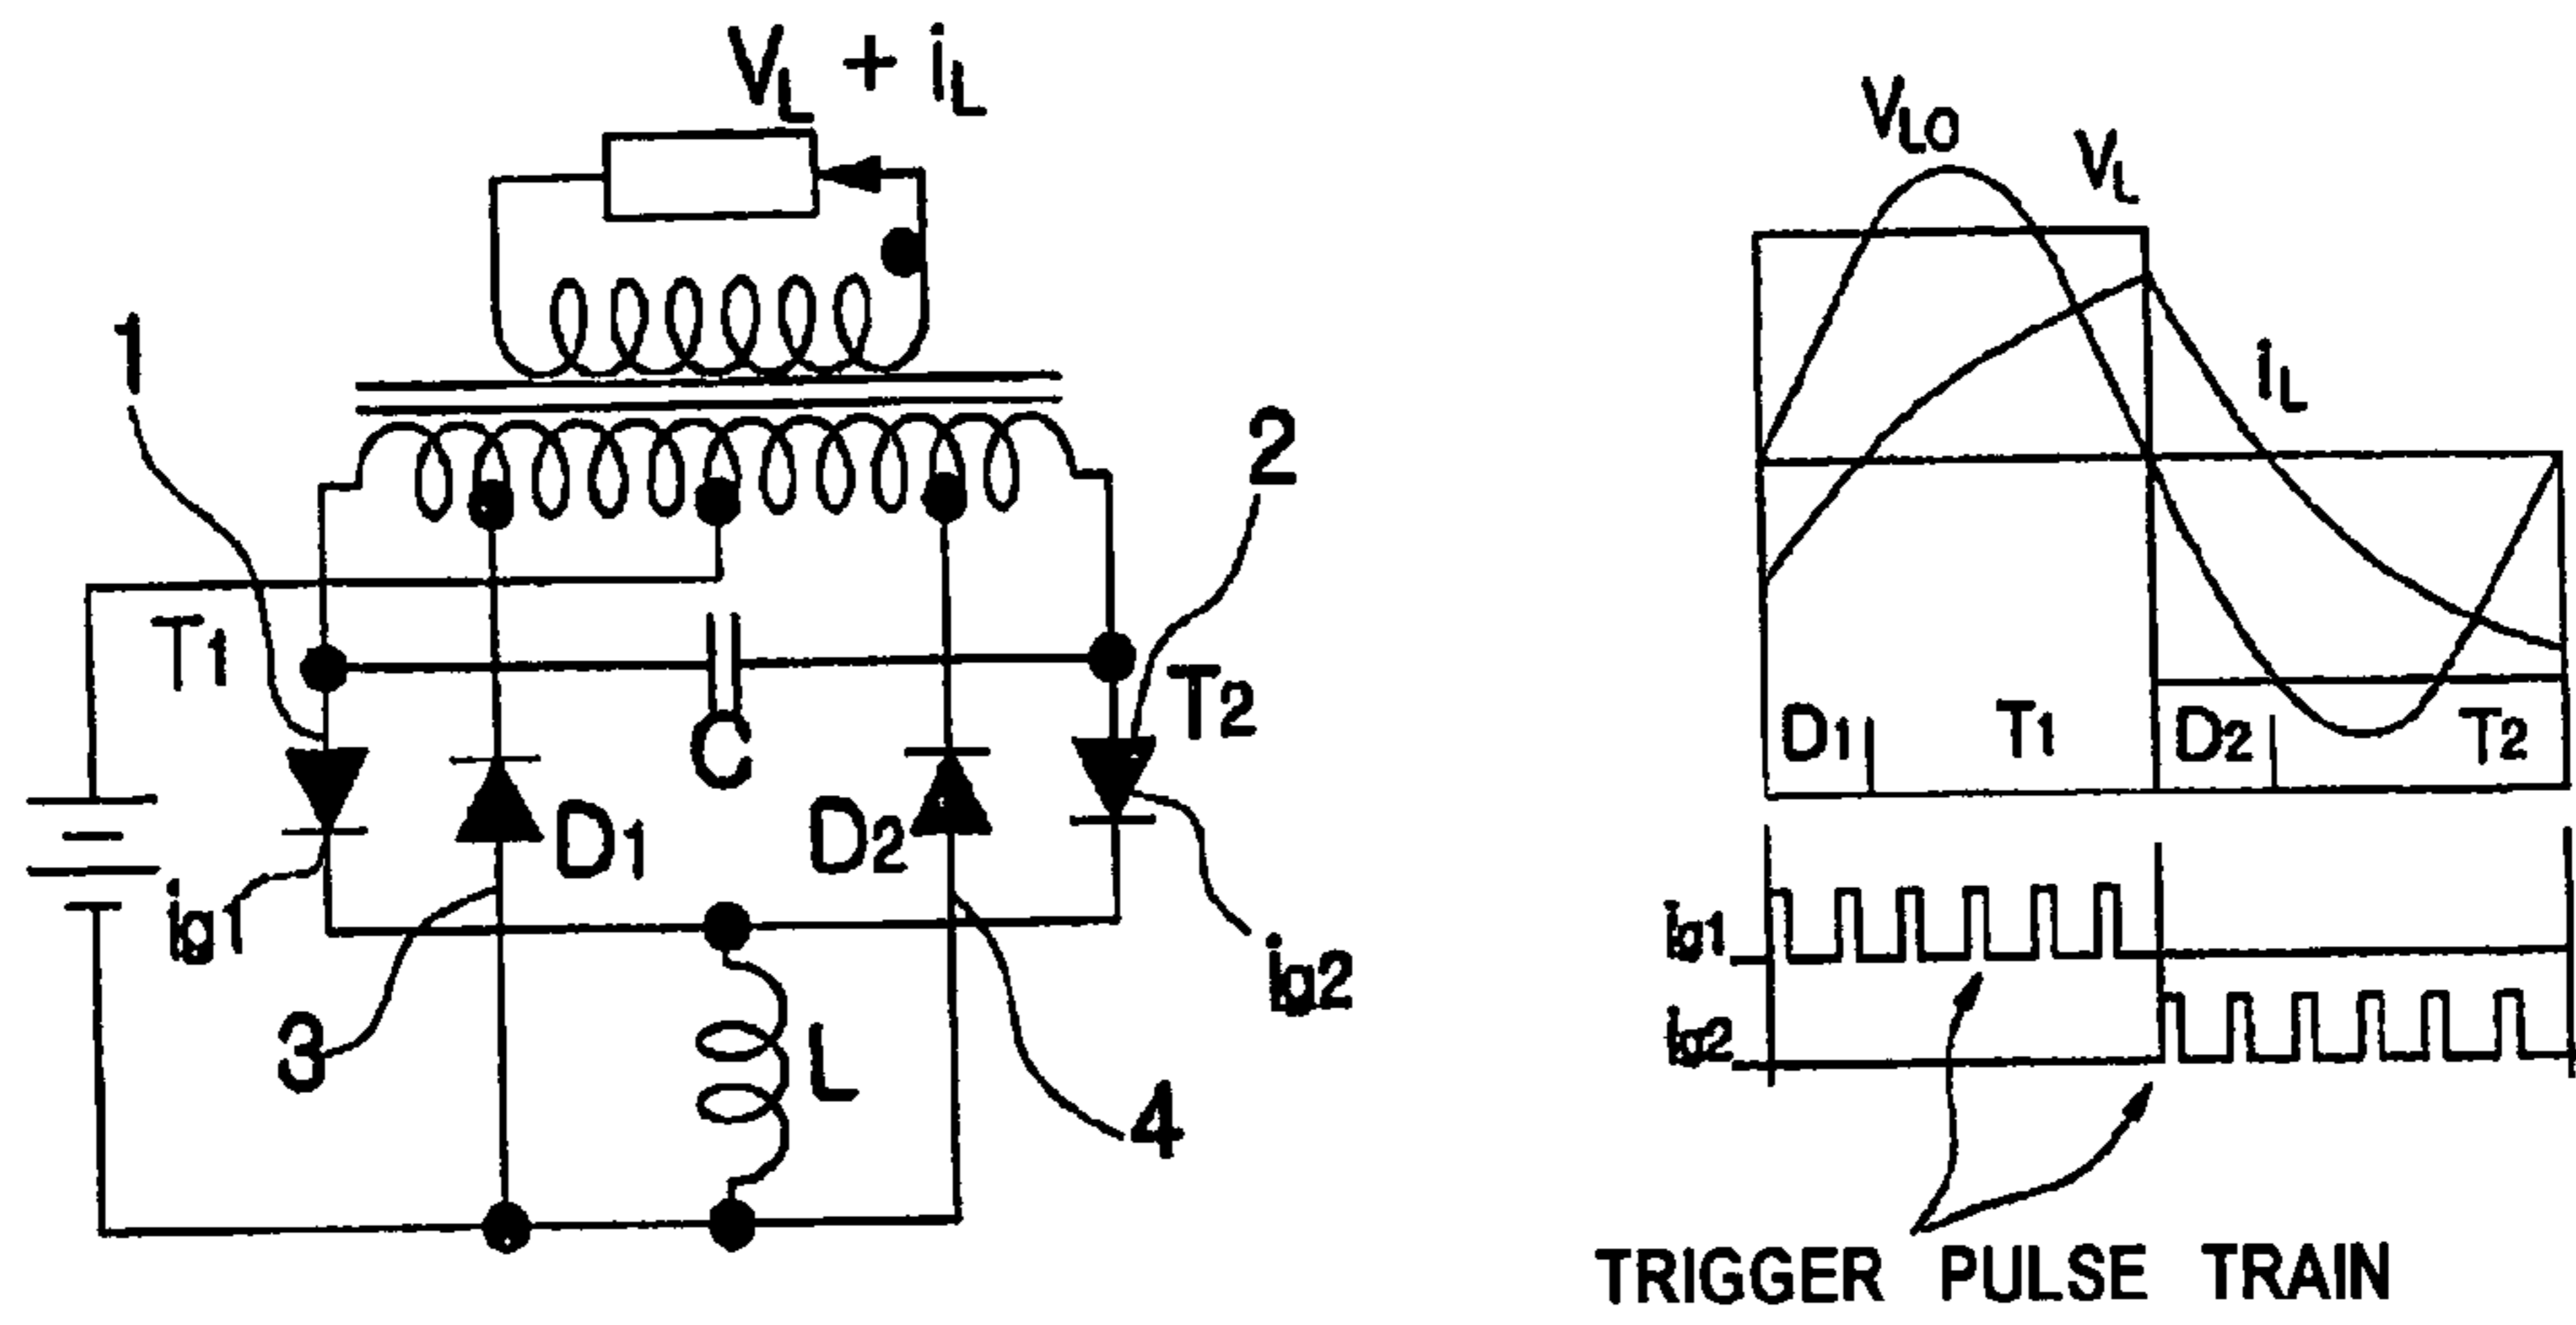 VL + iL
1
2
T1
T2
C
D1
D2
ig1
ig2
3
L
4
VLO
VL
iL
D1 T1 D2 T2
ig1
ig2
TRIGGER PULSE TRAIN